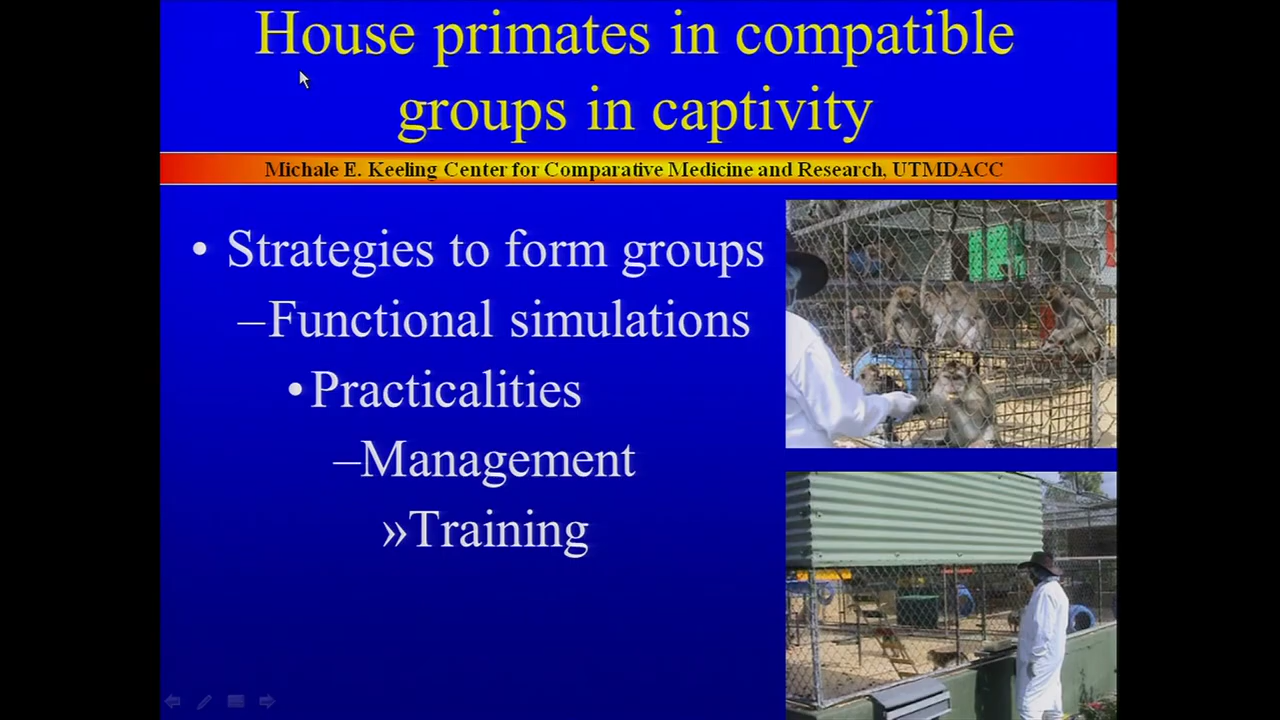 House primates in compatible
groups in captivity
Michale E. Keeling Center for Comparative Medicine and Research, UTMDACC
• Strategies to form groups
–Functional simulations
•Practicalities
–Management
»Training